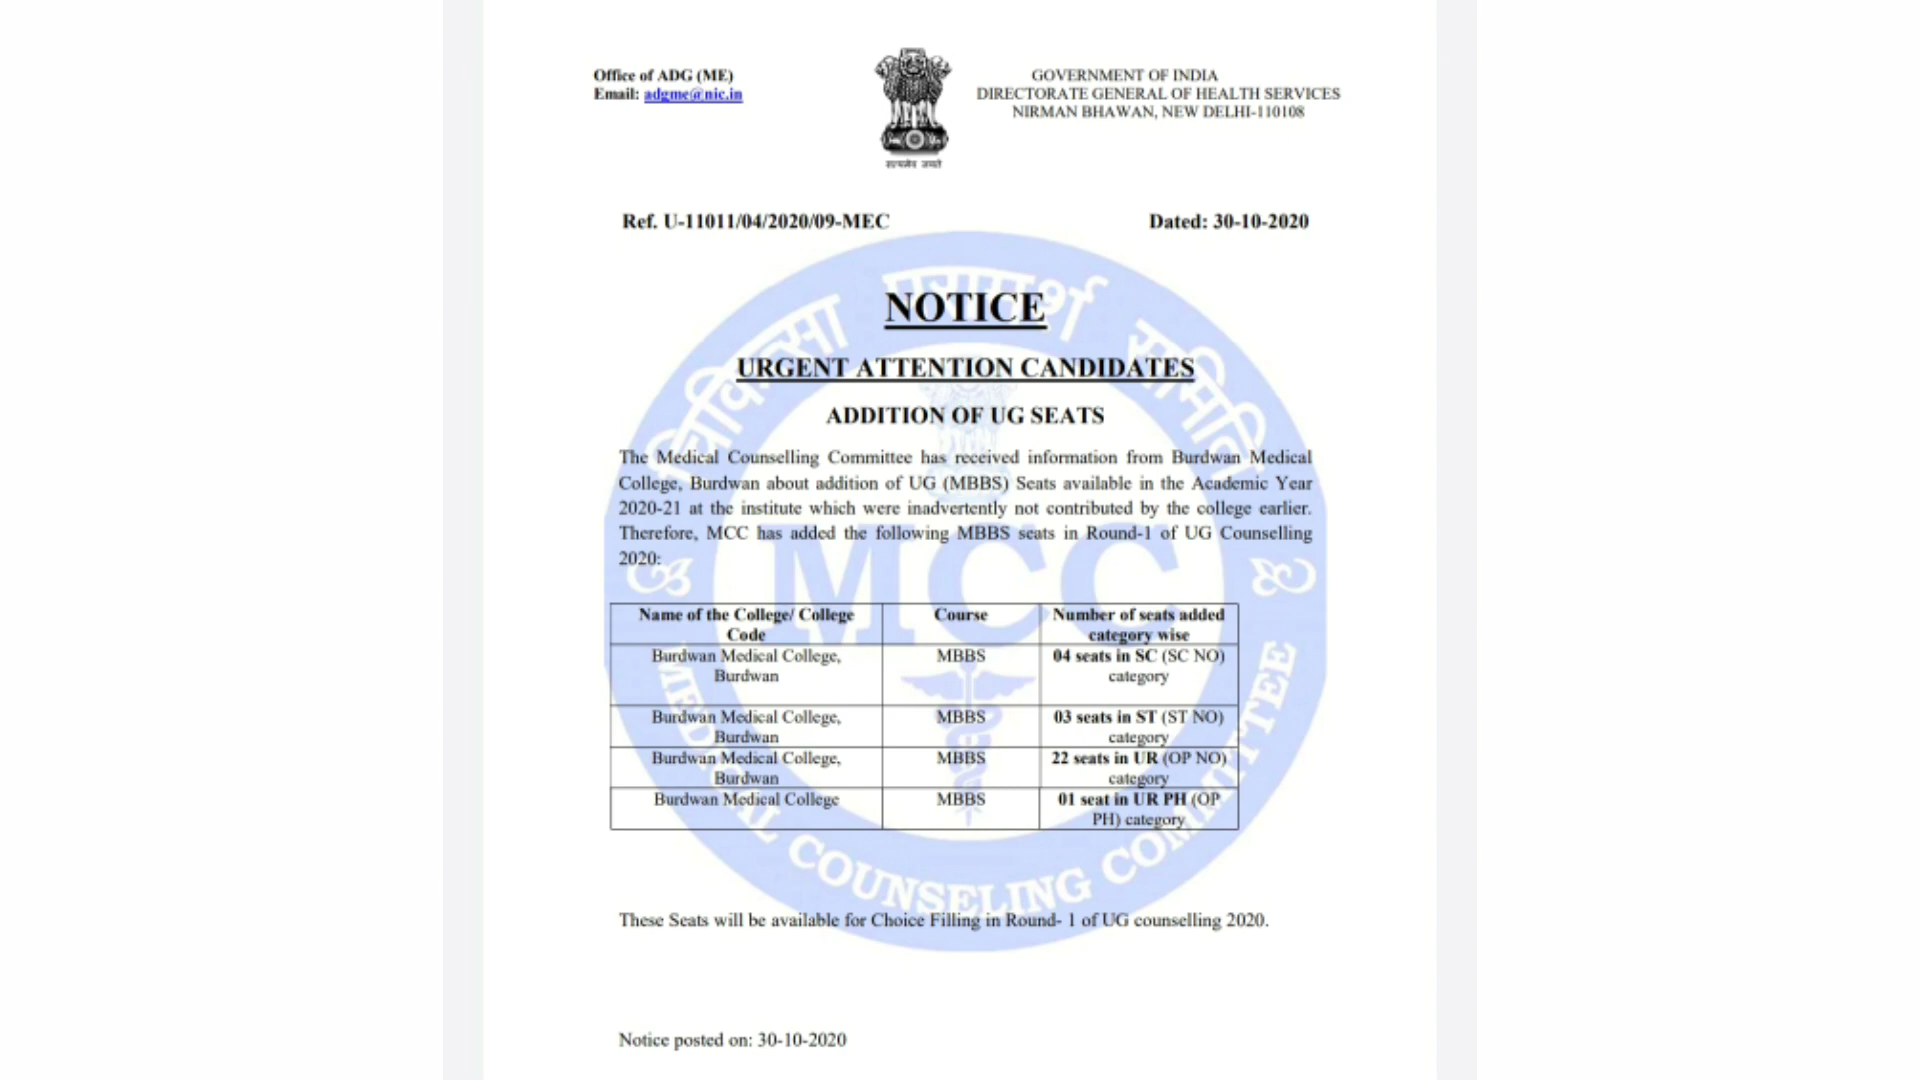 Office of ADG (ME)
Email: adgme@nic.in
सत्यमेव जयते
GOVERNMENT OF INDIA
DIRECTORATE GENERAL OF HEALTH SERVICES
NIRMAN BHAWAN, NEW DELHI-110108
Ref. U-11011/04/2020/09-MEC
Dated: 30-10-2020
चिकित्सा परामर्श समिति
NOTICE
URGENT ATTENTION CANDIDATES
ADDITION OF UG SEATS
The Medical Counselling Committee has received information from Burdwan Medical
College, Burdwan about addition of UG (MBBS) Seats available in the Academic Year
2020-21 at the institute which were inadvertently not contributed by the college earlier.
Therefore, MCC has added the following MBBS seats in Round-1 of UG Counselling
2020:
MCC
Name of the College/ College Code | Course | Number of seats added category wise
Burdwan Medical College, Burdwan | MBBS | 04 seats in SC (SC NO) category
Burdwan Medical College, Burdwan | MBBS | 03 seats in ST (ST NO) category
Burdwan Medical College, Burdwan | MBBS | 22 seats in UR (OP NO) category
Burdwan Medical College | MBBS | 01 seat in UR PH (OP PH) category
MEDICAL COUNSELING COMMITTEE
These Seats will be available for Choice Filling in Round- 1 of UG counselling 2020.
Notice posted on: 30-10-2020